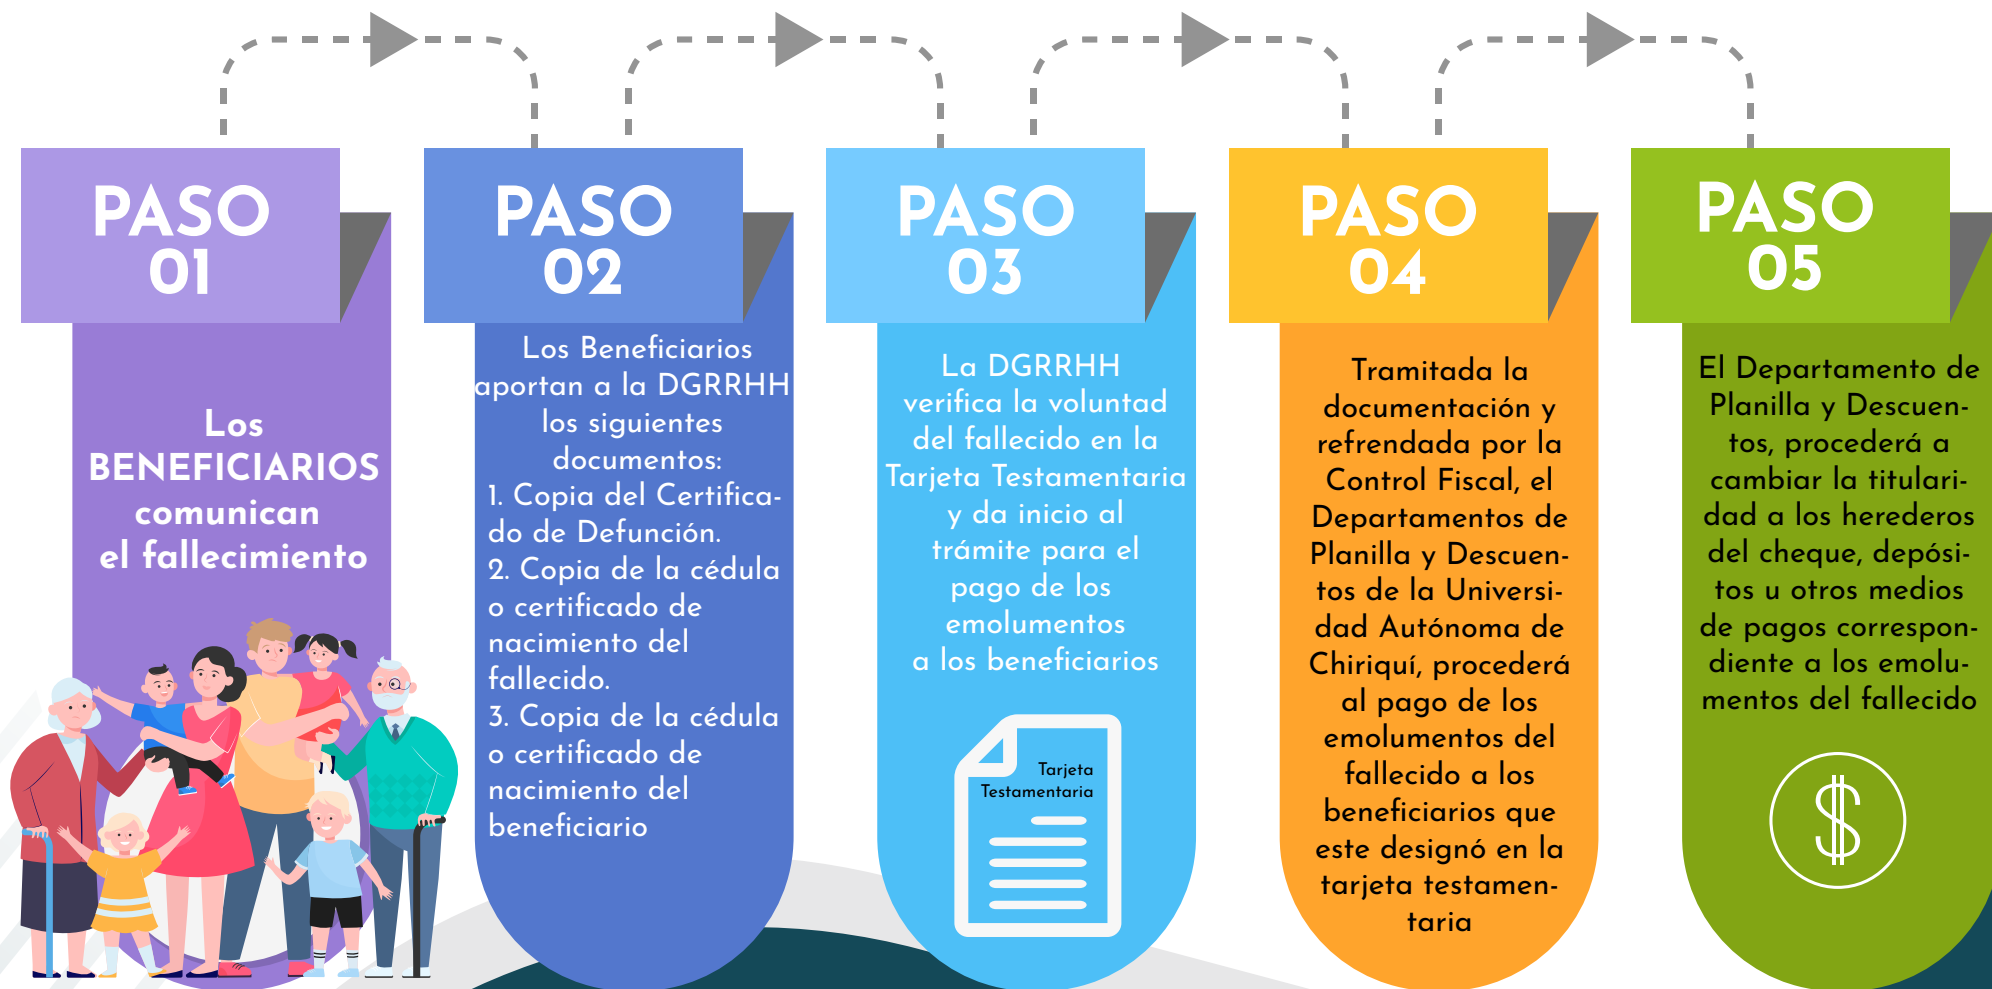 PASO
01
Los
BENEFICIARIOS
comunican
el fallecimiento
PASO
02
Los Beneficiarios
aportan a la DGRRHH
los siguientes
documentos:
1. Copia del Certifica-
do de Defunción.
2. Copia de la cédula
o certificado de
nacimiento del
fallecido.
3. Copia de la cédula
o certificado de
nacimiento del
beneficiario
PASO
03
La DGRRHH
verifica la voluntad
del fallecido en la
Tarjeta Testamentaria
y da inicio al
trámite para el
pago de los
emolumentos
a los beneficiarios
Tarjeta
Testamentaria
PASO
04
Tramitada la
documentación y
refrendada por la
Control Fiscal, el
Departamentos de
Planilla y Descuen-
tos de la Universi-
dad Autónoma de
Chiriquí, procederá
al pago de los
emolumentos del
fallecido a los
beneficiarios que
este designó en la
tarjeta testamen-
taria
PASO
05
El Departamento de
Planilla y Descuen-
tos, procederá a
cambiar la titulari-
dad a los herederos
del cheque, depósi-
tos u otros medios
de pagos correspon-
diente a los emolu-
mentos del fallecido
$